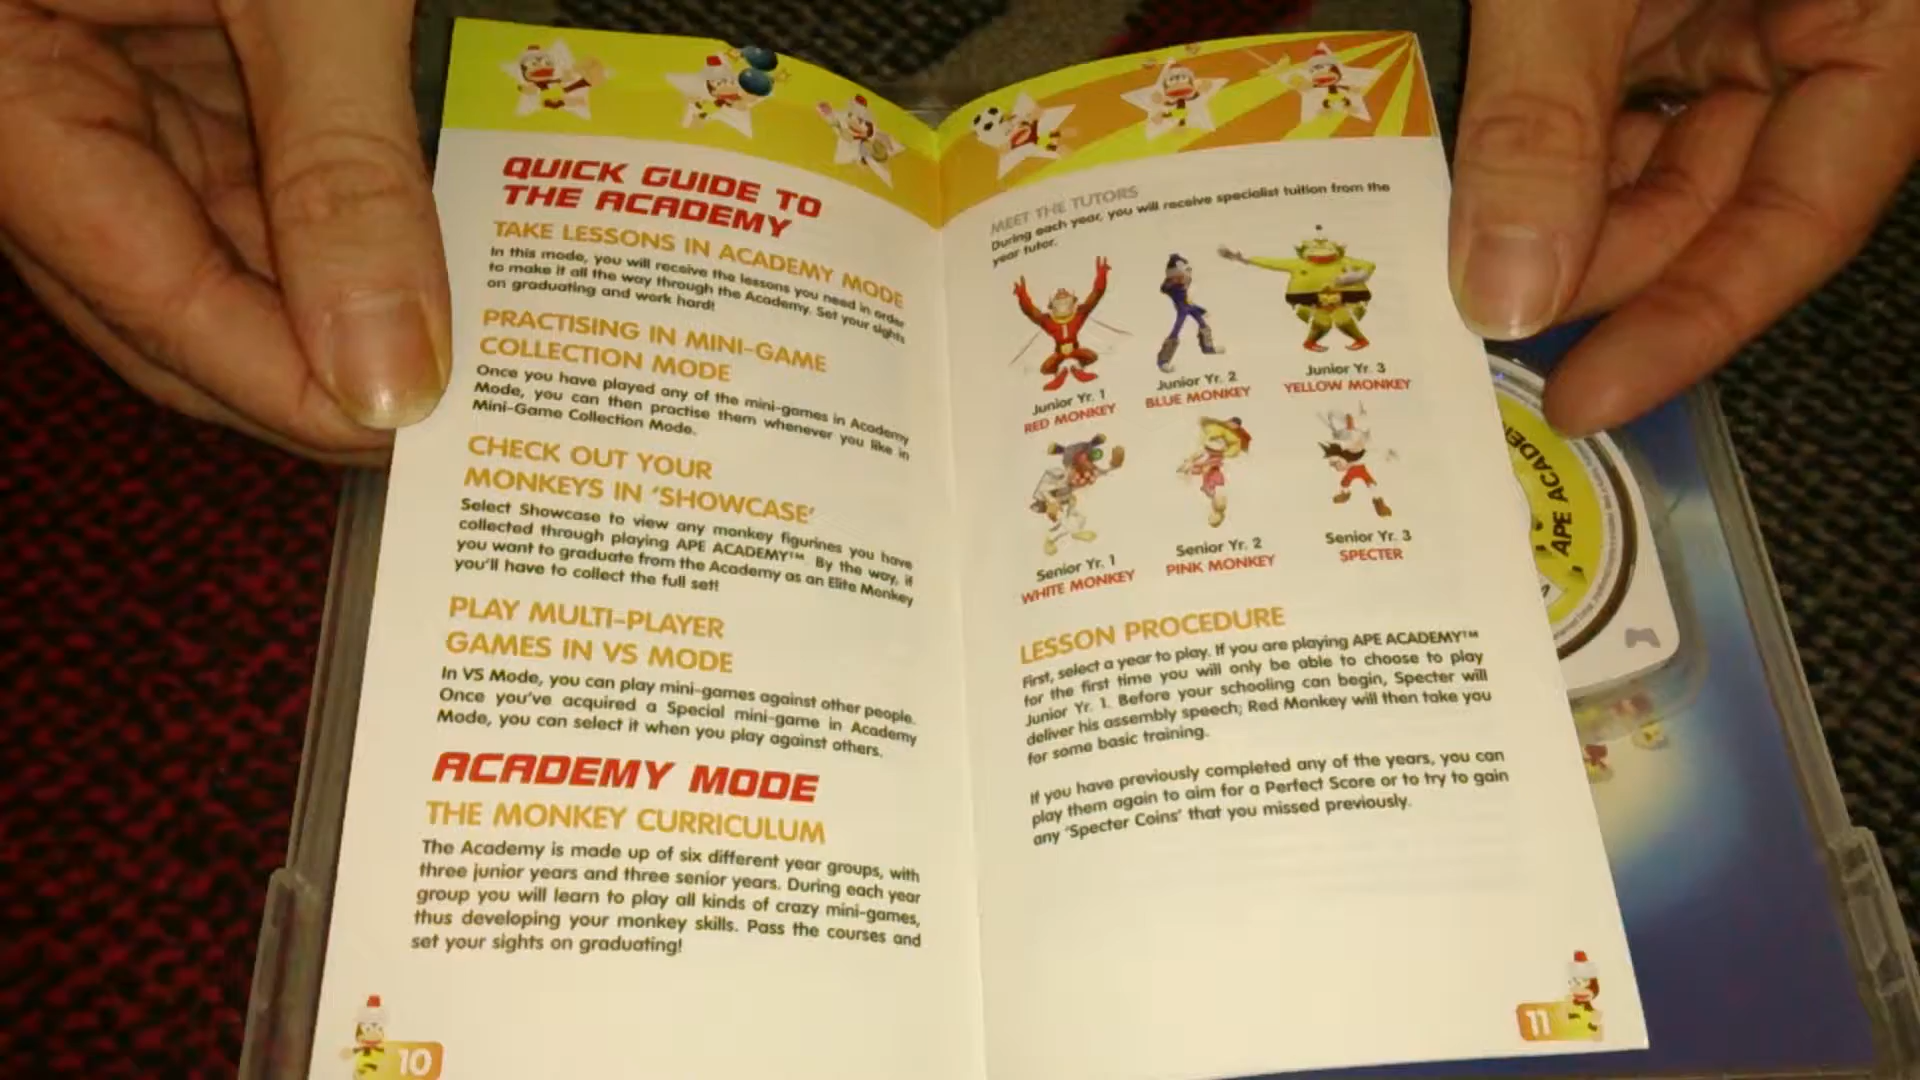 QUICK GUIDE TO
THE ACADEMY
TAKE LESSONS IN ACADEMY MODE
In this mode, you will receive the lessons you need in order
to make it all the way through the Academy. Set your sights
on graduating and work hard!
PRACTISING IN MINI-GAME
COLLECTION MODE
Once you have played any of the mini-games in Academy
Mode, you can then practise them whenever you like in
Mini-Game Collection Mode.
CHECK OUT YOUR
MONKEYS IN 'SHOWCASE'
Select Showcase to view any monkey figurines you have
collected through playing APE ACADEMY™. By the way, if
you want to graduate from the Academy as an Elite Monkey
you'll have to collect the full set!
PLAY MULTI-PLAYER
GAMES IN VS MODE
In VS Mode, you can play mini-games against other people.
Once you've acquired a Special mini-game in Academy
Mode, you can select it when you play against others.
ACADEMY MODE
THE MONKEY CURRICULUM
The Academy is made up of six different year groups, with
three junior years and three senior years. During each year
group you will learn to play all kinds of crazy mini-games,
thus developing your monkey skills. Pass the courses and
set your sights on graduating!
10
MEET THE TUTORS
During each year, you will receive specialist tuition from the
year tutor.
Junior Yr. 1
RED MONKEY
Junior Yr. 2
BLUE MONKEY
Junior Yr. 3
YELLOW MONKEY
Senior Yr. 1
WHITE MONKEY
Senior Yr. 2
PINK MONKEY
Senior Yr. 3
SPECTER
LESSON PROCEDURE
First, select a year to play. If you are playing APE ACADEMY™
for the first time you will only be able to choose to play
Junior Yr. 1. Before your schooling can begin, Specter will
deliver his assembly speech; Red Monkey will then take you
for some basic training.
If you have previously completed any of the years, you can
play them again to aim for a Perfect Score or to try to gain
any 'Specter Coins' that you missed previously.
11
APE ACADE